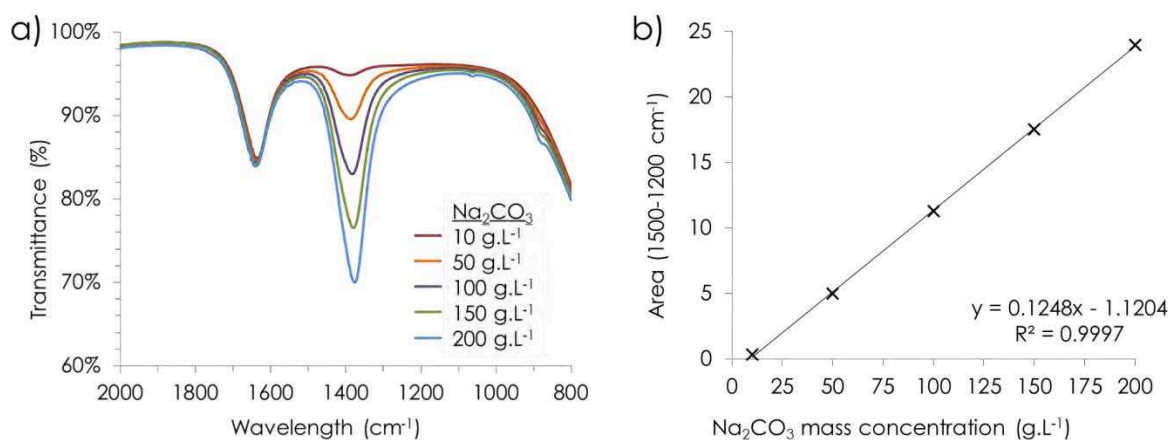 a)
100%
90%
80%
70%
60%
Transmittance (%)
2000 1800 1600 1400 1200 1000 800
Wavelength (cm⁻¹)
Na₂CO₃
10 g.L⁻¹
50 g.L⁻¹
100 g.L⁻¹
150 g.L⁻¹
200 g.L⁻¹
b)
25
20
15
10
5
0
Area (1500-1200 cm⁻¹)
0 25 50 75 100 125 150 175 200
Na₂CO₃ mass concentration (g.L⁻¹)
y = 0.1248x - 1.1204
R² = 0.9997